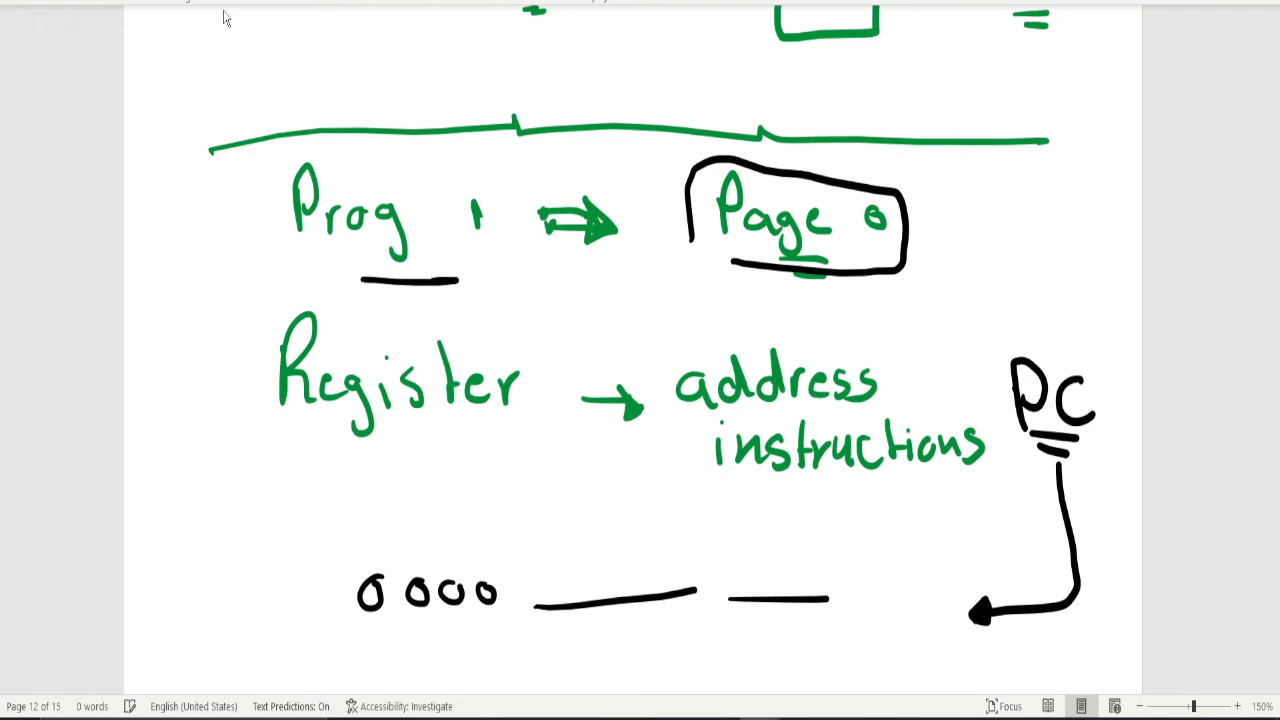 Prog 1 ⇒ Page 0
Register → address
instructions
PC
0000
Page 12 of 15 0 words English (United States) Text Predictions: On Accessibility: Investigate Focus 150%